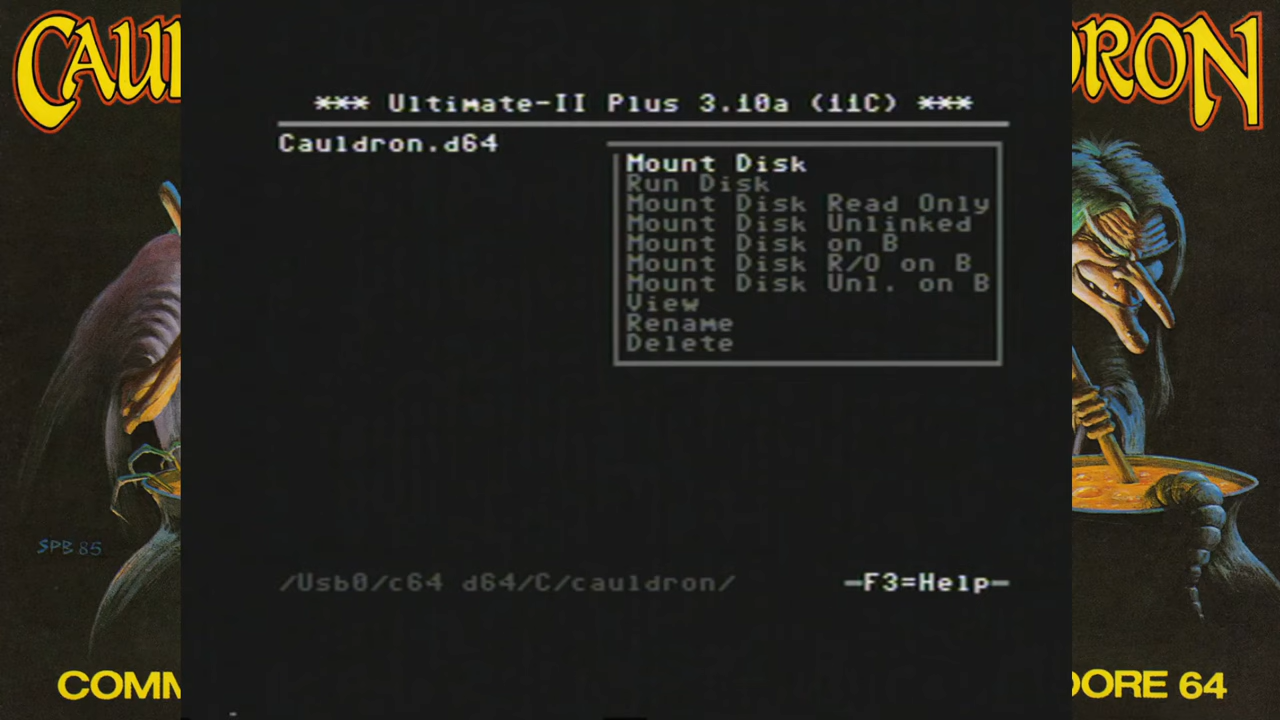 CAUL
DRON
*** Ultimate-II Plus 3.10a (11C) ***
Cauldron.d64
Mount Disk
Run Disk
Mount Disk Read Only
Mount Disk Unlinked
Mount Disk on B
Mount Disk R/O on B
Mount Disk Unl. on B
View
Rename
Delete
SPB 85
/Usb0/c64 d64/C/cauldron/
F3=Help
COMM
DORE 64